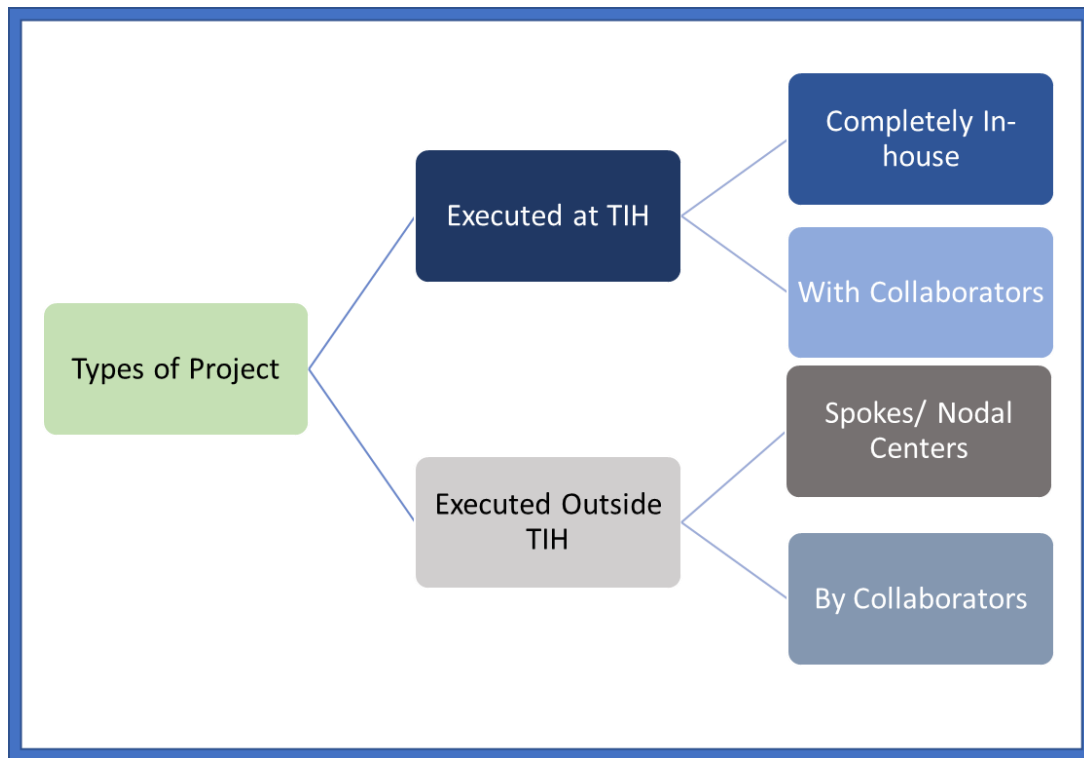 Types of Project
Executed at TIH
Completely In-
house
With Collaborators
Executed Outside
TIH
Spokes/ Nodal
Centers
By Collaborators